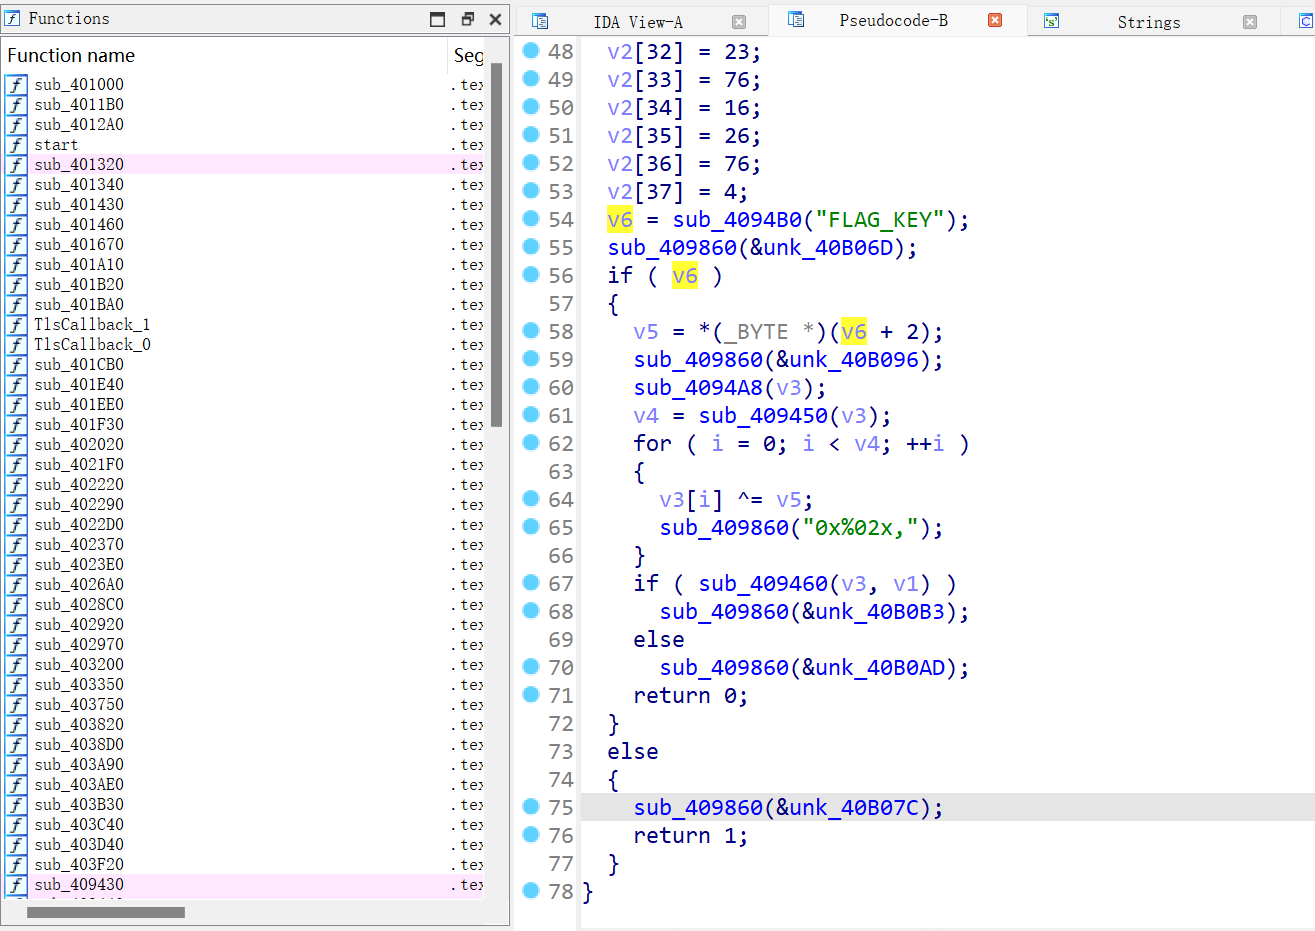 Functions
Function name Seg
sub_401000 .tex
sub_4011B0 .tex
sub_4012A0 .tex
start .tex
sub_401320 .tex
sub_401340 .tex
sub_401430 .tex
sub_401460 .tex
sub_401670 .tex
sub_401A10 .tex
sub_401B20 .tex
sub_401BA0 .tex
TlsCallback_1 .tex
TlsCallback_0 .tex
sub_401CB0 .tex
sub_401E40 .tex
sub_401EE0 .tex
sub_401F30 .tex
sub_402020 .tex
sub_4021F0 .tex
sub_402220 .tex
sub_402290 .tex
sub_4022D0 .tex
sub_402370 .tex
sub_4023E0 .tex
sub_4026A0 .tex
sub_4028C0 .tex
sub_402920 .tex
sub_402970 .tex
sub_403200 .tex
sub_403350 .tex
sub_403750 .tex
sub_403820 .tex
sub_4038D0 .tex
sub_403A90 .tex
sub_403AE0 .tex
sub_403B30 .tex
sub_403C40 .tex
sub_403D40 .tex
sub_403F20 .tex
sub_409430 .tex
IDA View-A Pseudocode-B Strings
48 v2[32] = 23;
49 v2[33] = 76;
50 v2[34] = 16;
51 v2[35] = 26;
52 v2[36] = 76;
53 v2[37] = 4;
54 v6 = sub_4094B0("FLAG_KEY");
55 sub_409860(&unk_40B06D);
56 if ( v6 )
57 {
58 v5 = *(_BYTE *)(v6 + 2);
59 sub_409860(&unk_40B096);
60 sub_4094A8(v3);
61 v4 = sub_409450(v3);
62 for ( i = 0; i < v4; ++i )
63 {
64 v3[i] ^= v5;
65 sub_409860("0x%02x,");
66 }
67 if ( sub_409460(v3, v1) )
68 sub_409860(&unk_40B0B3);
69 else
70 sub_409860(&unk_40B0AD);
71 return 0;
72 }
73 else
74 {
75 sub_409860(&unk_40B07C);
76 return 1;
77 }
78 }